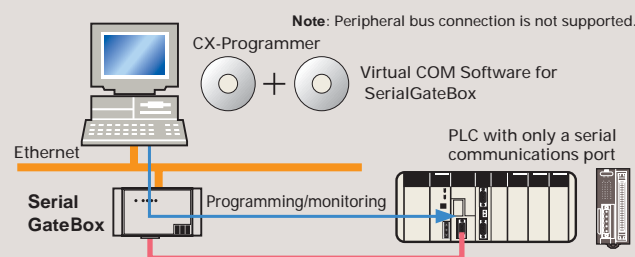 Note: Peripheral bus connection is not supported.
CX-Programmer
Virtual COM Software for
SerialGateBox
PLC with only a serial
communications port
Ethernet
Serial
GateBox
Programming/monitoring